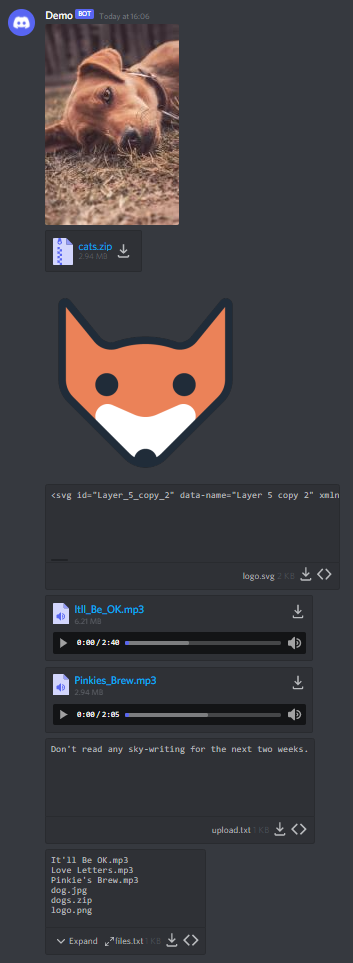 Demo BOT Today at 16:06
cats.zip
2.94 MB
<svg id="Layer_5_copy_2" data-name="Layer 5 copy 2" xmln
logo.svg 2 KB
Itll_Be_OK.mp3
6.21 MB
0:00 / 2:40
Pinkies_Brew.mp3
2.94 MB
0:00 / 2:05
Don't read any sky-writing for the next two weeks.
upload.txt 1 KB
It'll Be OK.mp3
Love Letters.mp3
Pinkie's Brew.mp3
dog.jpg
dogs.zip
logo.png
Expand files.txt 1 KB